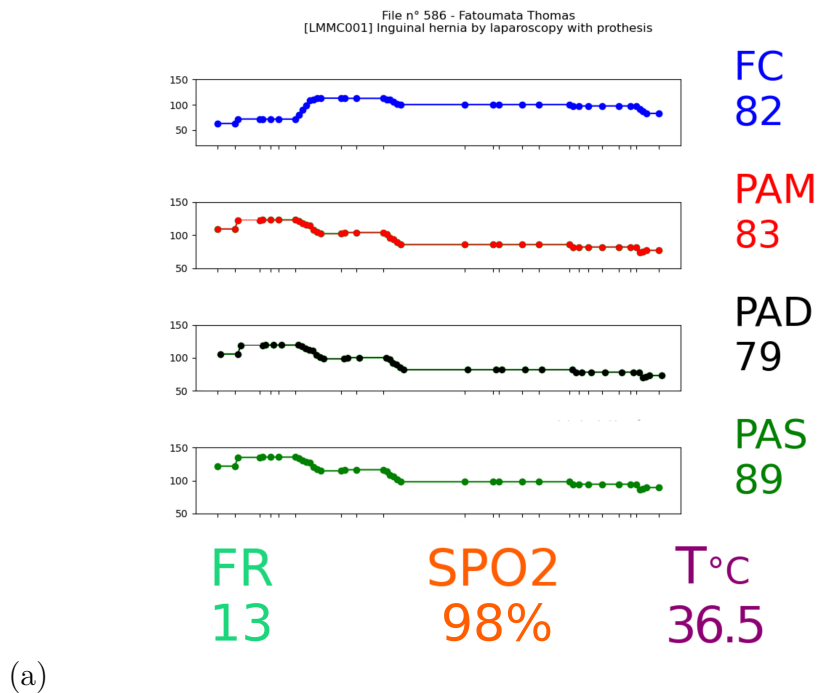 File n° 586 - Fatoumata Thomas
[LMMC001] Inguinal hernia by laparoscopy with prothesis
150
100
50
FC
82
150
100
50
PAM
83
150
100
50
PAD
79
150
100
50
PAS
89
FR
13
SPO2
98%
T°C
36.5
(a)